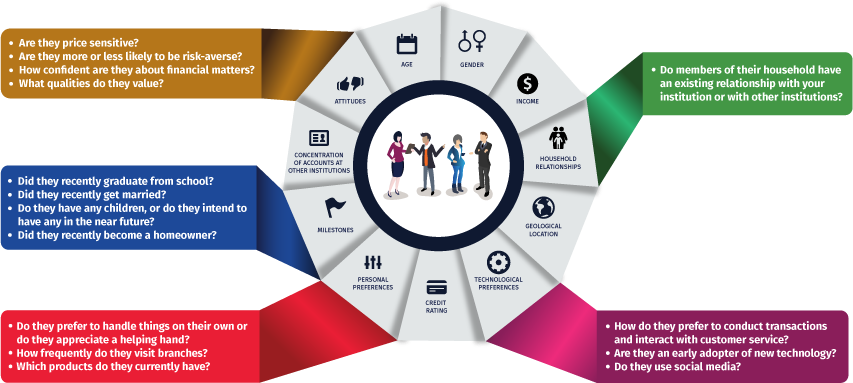 • Are they price sensitive?
• Are they more or less likely to be risk-averse?
• How confident are they about financial matters?
• What qualities do they value?
AGE
GENDER
INCOME
HOUSEHOLD
RELATIONSHIPS
GEOLOGICAL
LOCATION
TECHNOLOGICAL
PREFERENCES
CREDIT
RATING
PERSONAL
PREFERENCES
MILESTONES
CONCENTRATION
OF ACCOUNTS AT
OTHER INSTITUTIONS
ATTITUDES
• Do members of their household have
an existing relationship with your
institution or with other institutions?
• Did they recently graduate from school?
• Did they recently get married?
• Do they have any children, or do they intend to
have any in the near future?
• Did they recently become a homeowner?
• Do they prefer to handle things on their own or
do they appreciate a helping hand?
• How frequently do they visit branches?
• Which products do they currently have?
• How do they prefer to conduct transactions
and interact with customer service?
• Are they an early adopter of new technology?
• Do they use social media?